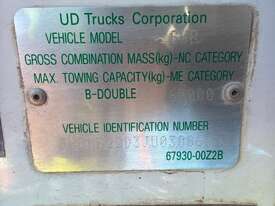 UD Trucks Corporation
VEHICLE MODEL
GROSS COMBINATION MASS(kg)-NC CATEGORY
MAX. TOWING CAPACITY(kg)-ME CATEGORY
B-DOUBLE
VEHICLE IDENTIFICATION NUMBER
67930-00Z2B